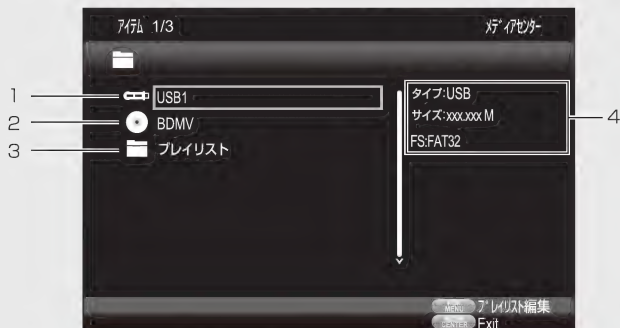 アイテム 1/3
メディアセンター
1
USB1
2
BDMV
3
プレイリスト
タイプ:USB
サイズ:xxx.xxx M
FS:FAT32
4
MENU プレイリスト編集
CENTER Exit